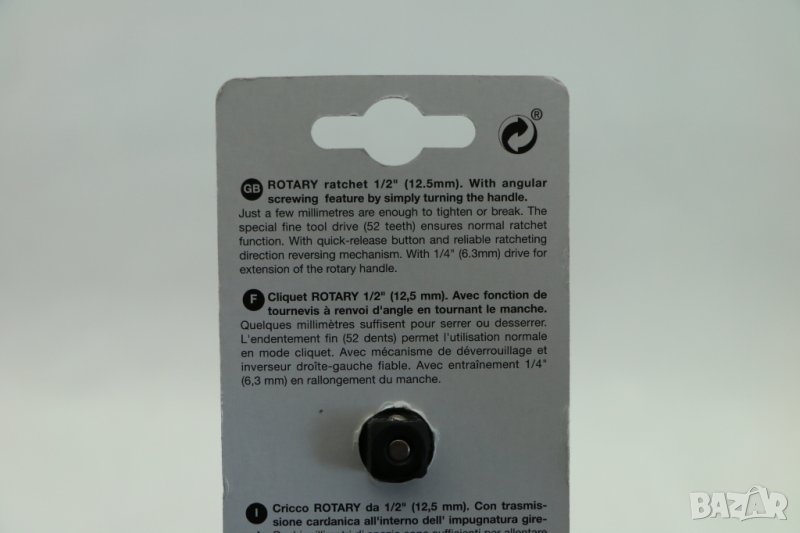 ®
GB ROTARY ratchet 1/2" (12.5mm). With angular
screwing feature by simply turning the handle.
Just a few millimetres are enough to tighten or break. The
special fine tool drive (52 teeth) ensures normal ratchet
function. With quick-release button and reliable ratcheting
direction reversing mechanism. With 1/4" (6.3mm) drive for
extension of the rotary handle.
F Cliquet ROTARY 1/2" (12,5 mm). Avec fonction de
tournevis à renvoi d'angle en tournant le manche.
Quelques millimètres suffisent pour serrer ou desserrer.
L'endentement fin (52 dents) permet l'utilisation normale
en mode cliquet. Avec mécanisme de déverrouillage et
inverseur droîte-gauche fiable. Avec entraînement 1/4"
(6,3 mm) en rallongement du manche.
I Cricco ROTARY da 1/2" (12,5 mm). Con trasmis-
sione cardanica all'interno dell' impugnatura gire-
sono sufficienti per allentare
BAZAR